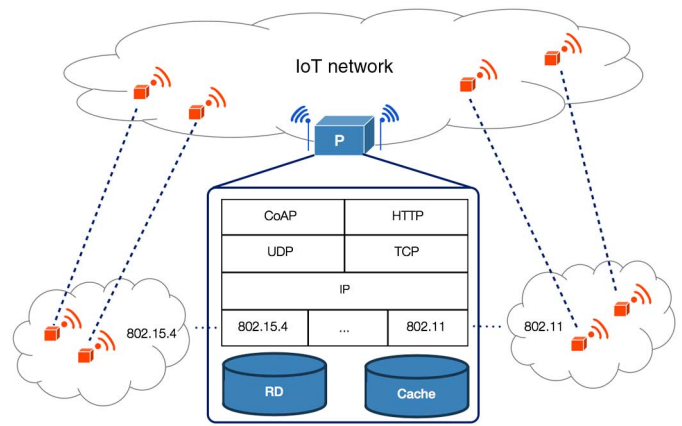 IoT network
P
CoAP HTTP
UDP TCP
IP
802.15.4 802.15.4 ... 802.11 802.11
RD Cache